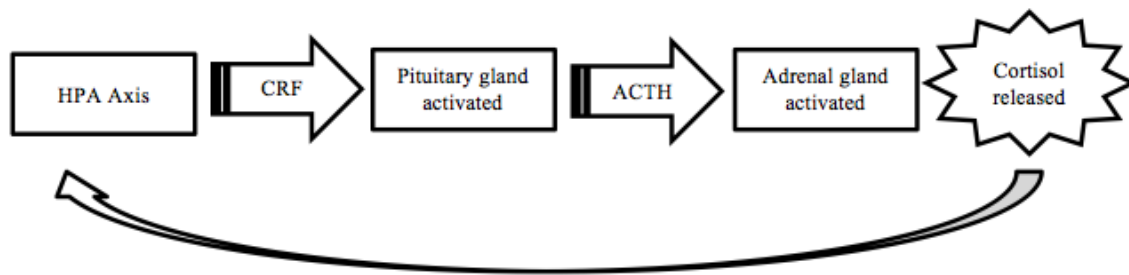 HPA Axis
CRF
Pituitary gland
activated
ACTH
Adrenal gland
activated
Cortisol
released